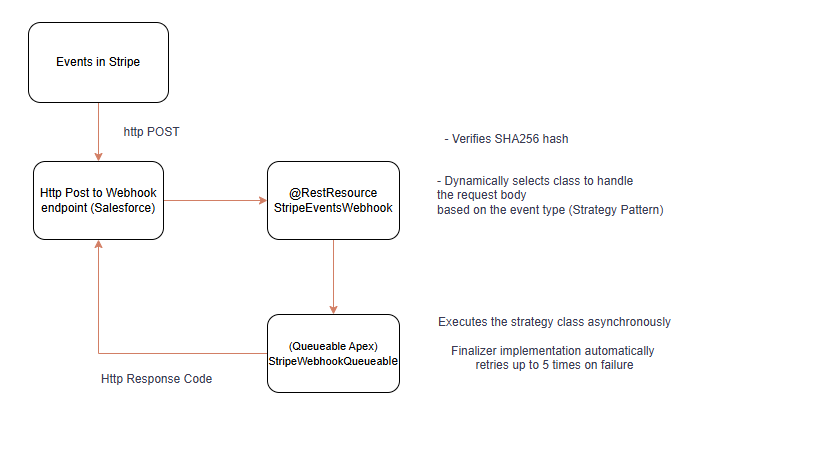 Events in Stripe
http POST
- Verifies SHA256 hash
Http Post to Webhook
endpoint (Salesforce)
@RestResource
StripeEventsWebhook
- Dynamically selects class to handle
the request body
based on the event type (Strategy Pattern)
(Queueable Apex)
StripeWebhookQueueable
Executes the strategy class asynchronously
Finalizer implementation automatically
retries up to 5 times on failure
Http Response Code